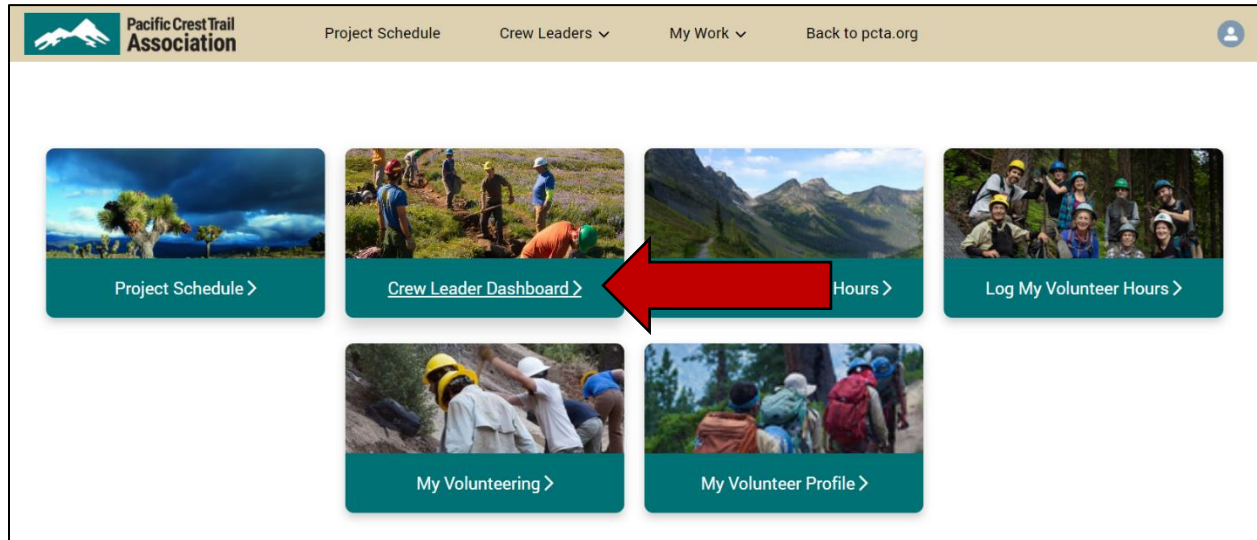 Pacific Crest Trail
Association
Project Schedule
Crew Leaders
My Work
Back to pcta.org
Project Schedule >
Crew Leader Dashboard >
Hours >
Log My Volunteer Hours >
My Volunteering >
My Volunteer Profile >